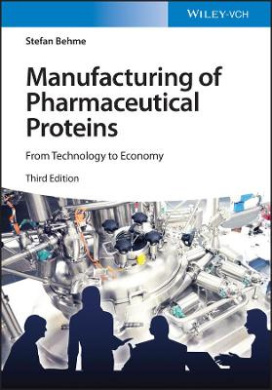 WILEY-VCH
Stefan Behme
Manufacturing of
Pharmaceutical
Proteins
From Technology to Economy
Third Edition